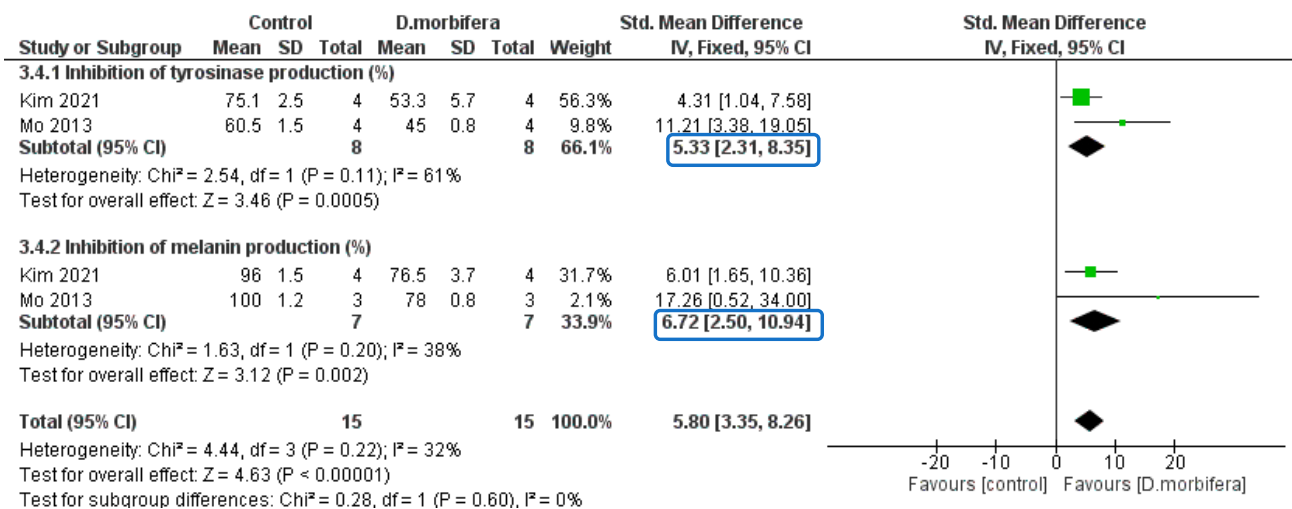 Control D.morbifera Std. Mean Difference Std. Mean Difference
Study or Subgroup Mean SD Total Mean SD Total Weight IV, Fixed, 95% CI IV, Fixed, 95% CI
3.4.1 Inhibition of tyrosinase production (%)
Kim 2021 75.1 2.5 4 53.3 5.7 4 56.3% 4.31 [1.04, 7.58]
Mo 2013 60.5 1.5 4 45 0.8 4 9.8% 11.21 [3.38, 19.05]
Subtotal (95% CI) 8 8 66.1% 5.33 [2.31, 8.35]
Heterogeneity: Chi² = 2.54, df = 1 (P = 0.11); I² = 61%
Test for overall effect: Z = 3.46 (P = 0.0005)
3.4.2 Inhibition of melanin production (%)
Kim 2021 96 1.5 4 76.5 3.7 4 31.7% 6.01 [1.65, 10.36]
Mo 2013 100 1.2 3 78 0.8 3 2.1% 17.26 [0.52, 34.00]
Subtotal (95% CI) 7 7 33.9% 6.72 [2.50, 10.94]
Heterogeneity: Chi² = 1.63, df = 1 (P = 0.20); I² = 38%
Test for overall effect: Z = 3.12 (P = 0.002)
Total (95% CI) 15 15 100.0% 5.80 [3.35, 8.26]
Heterogeneity: Chi² = 4.44, df = 3 (P = 0.22); I² = 32%
Test for overall effect: Z = 4.63 (P < 0.00001)
Test for subgroup differences: Chi² = 0.28, df = 1 (P = 0.60), I² = 0%
-20 -10 0 10 20
Favours [control] Favours [D.morbifera]